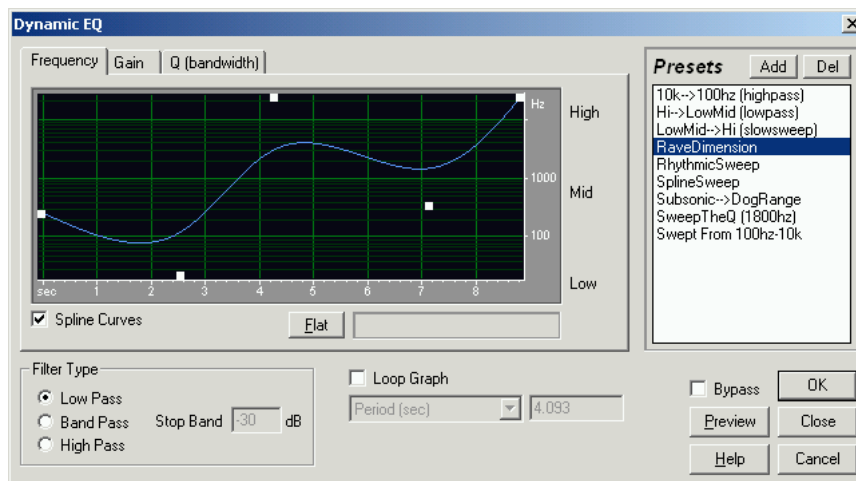 Dynamic EQ
Frequency Gain Q (bandwidth)
Hz
1000
100
sec 1 2 3 4 5 6 7 8
High
Mid
Low
Spline Curves
Flat
Presets Add Del
10k-->100hz (highpass)
Hi-->LowMid (lowpass)
LowMid-->Hi (slowsweep)
RaveDimension
RhythmicSweep
SplineSweep
Subsonic-->DogRange
SweepTheQ (1800hz)
Swept From 100hz-10k
Filter Type
Low Pass
Band Pass
High Pass
Stop Band -30 dB
Loop Graph
Period (sec) 4.093
Bypass OK
Preview Close
Help Cancel